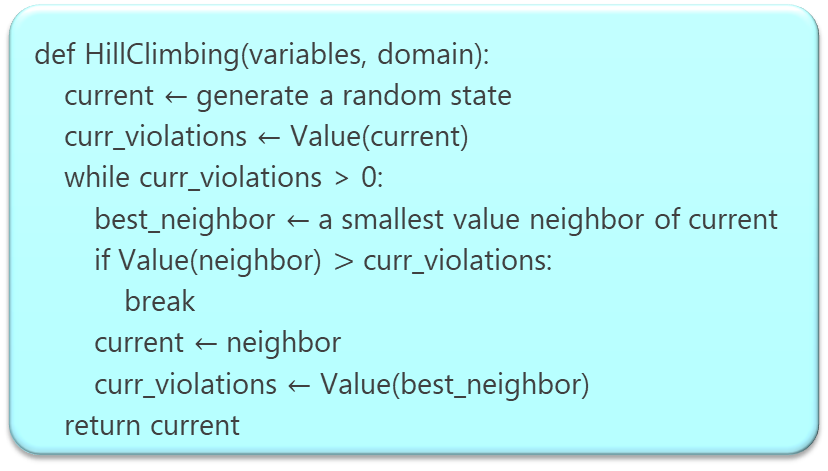 def HillClimbing(variables, domain):
current ← generate a random state
curr_violations ← Value(current)
while curr_violations > 0:
best_neighbor ← a smallest value neighbor of current
if Value(neighbor) > curr_violations:
break
current ← neighbor
curr_violations ← Value(best_neighbor)
return current